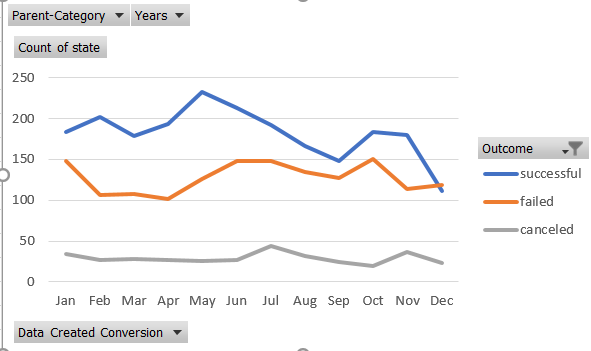 Parent-Category Years
Count of state
250
200
150
100
50
0
Jan Feb Mar Apr May Jun Jul Aug Sep Oct Nov Dec
Outcome
successful
failed
canceled
Data Created Conversion